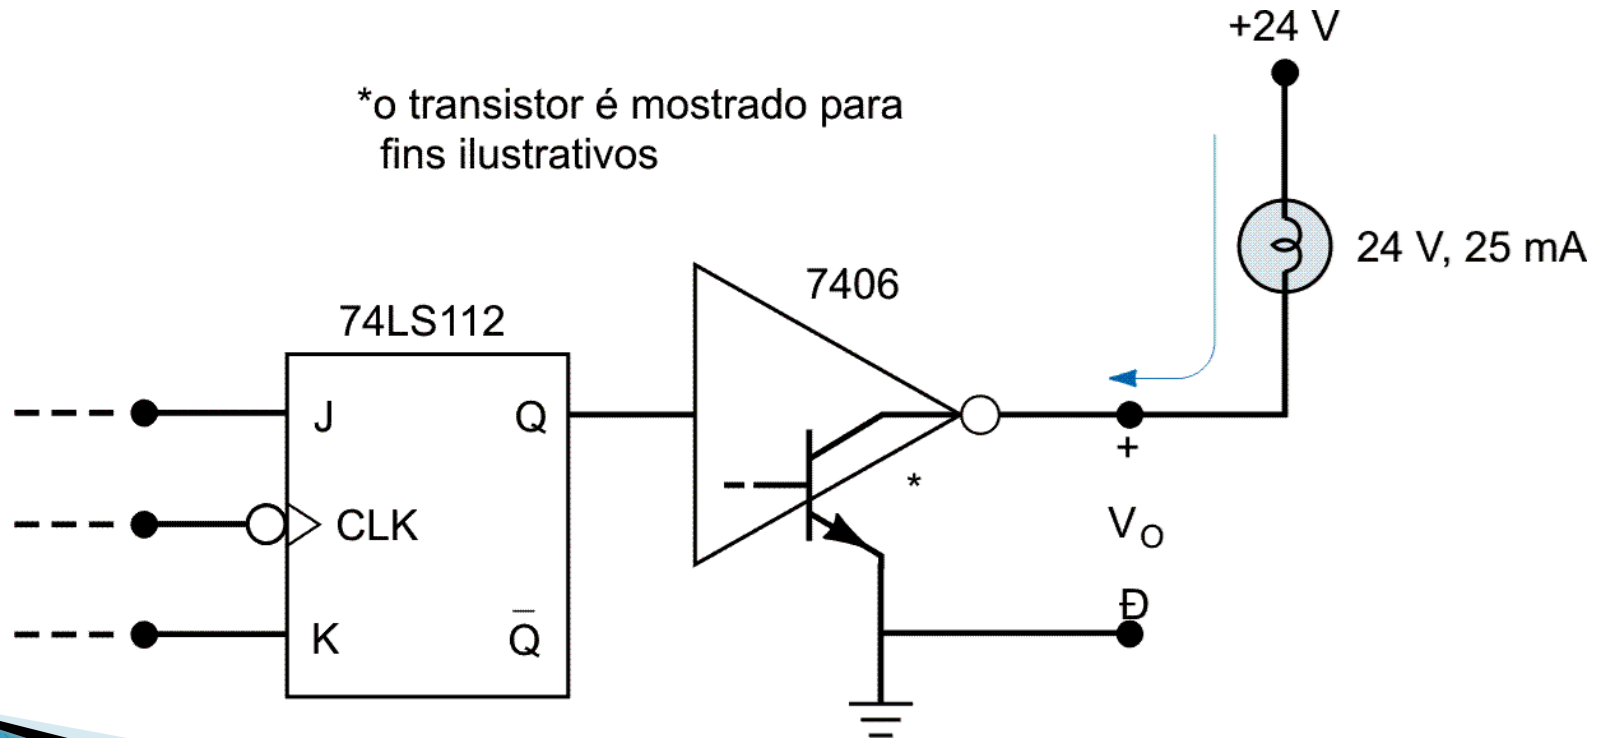 +24 V
*o transistor é mostrado para
fins ilustrativos
24 V, 25 mA
7406
74LS112
J
Q
CLK
K
Q̅
*
+
VO
Đ